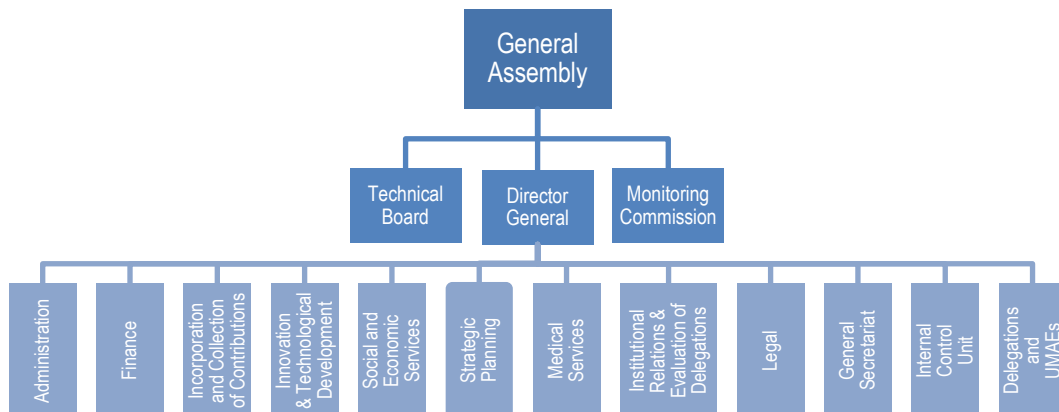 General
Assembly
Technical
Board
Director
General
Monitoring
Commission
Administration
Finance
Incorporation
and Collection
of Contributions
Innovation
& Technological
Development
Social and
Economic
Services
Strategic
Planning
Medical
Services
Institutional
Relations &
Evaluation of
Delegations
Legal
General
Secretariat
Internal
Control
Unit
Delegations
and
UMAEs